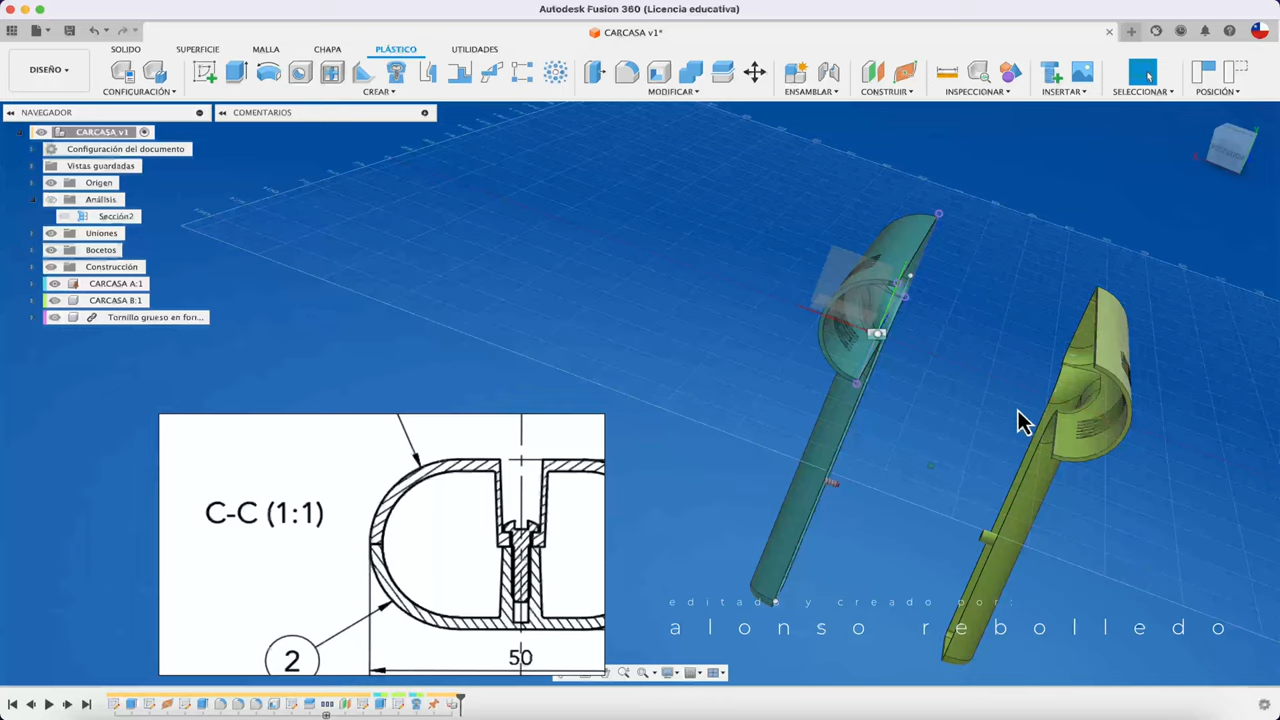 Autodesk Fusion 360 (Licencia educativa)
CARCASA v1*
DISEÑO
SÓLIDO
SUPERFICIE
MALLA
CHAPA
PLÁSTICO
UTILIDADES
CONFIGURACIÓN
CREAR
MODIFICAR
ENSAMBLAR
CONSTRUIR
INSPECCIONAR
INSERTAR
SELECCIONAR
POSICIÓN
NAVEGADOR
COMENTARIOS
CARCASA v1
Configuración del documento
Vistas guardadas
Origen
Análisis
Sección2
Uniones
Bocetos
Construcción
CARCASA A:1
CARCASA B:1
Tornillo grueso en for...
C-C (1:1)
2
50
editado y creado por:
alonso rebolledo